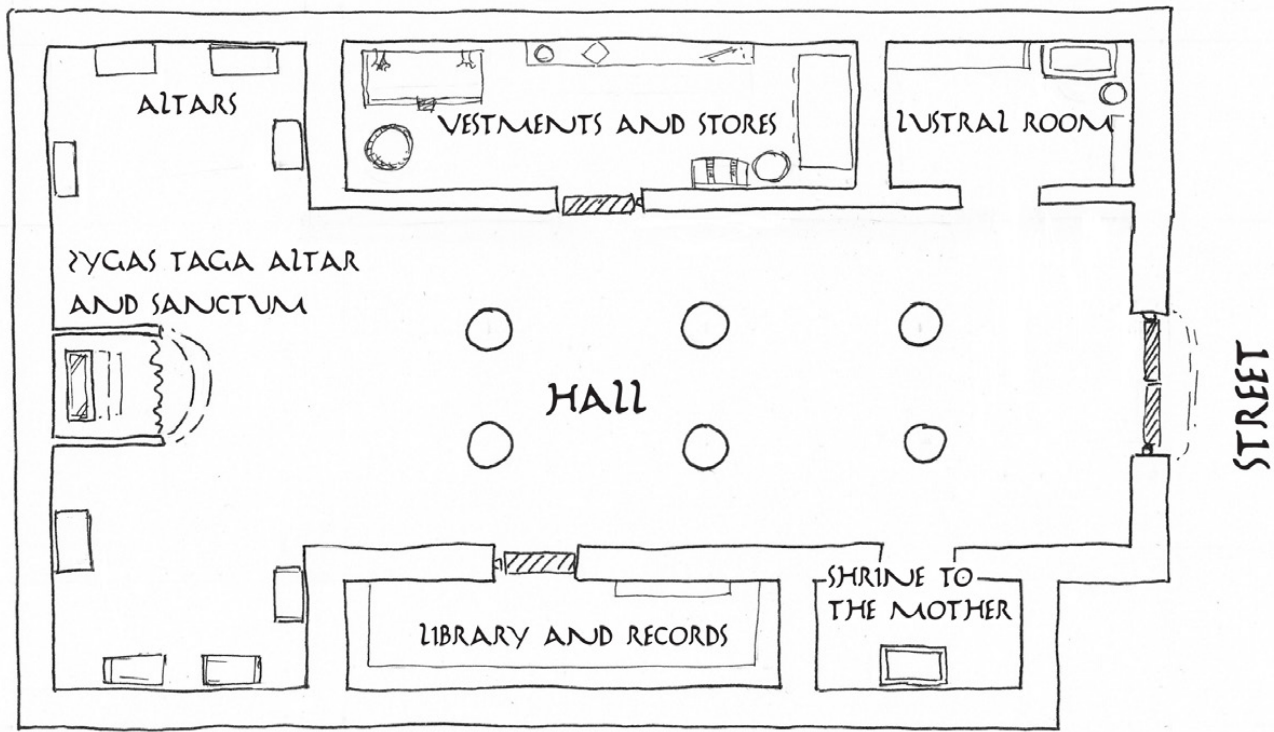 ALTARS
VESTMENTS AND STORES
LUSTRAL ROOM
ZYGAS TAGA ALTAR
AND SANCTUM
HALL
STREET
SHRINE TO
THE MOTHER
LIBRARY AND RECORDS